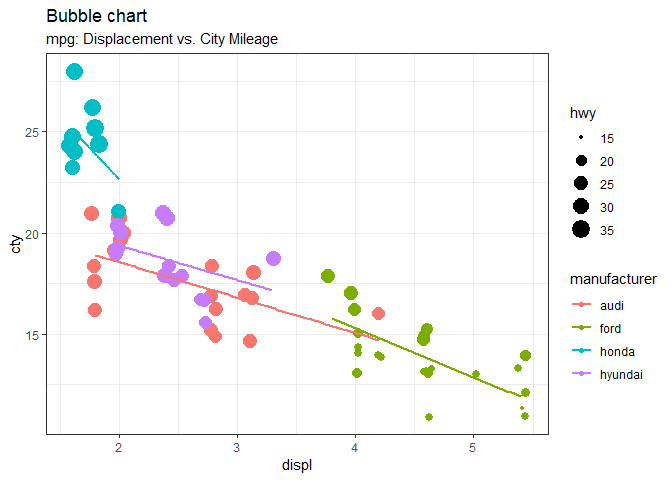 Bubble chart
mpg: Displacement vs. City Mileage
cty
25
20
15
2
3
4
5
displ
hwy
15
20
25
30
35
manufacturer
audi
ford
honda
hyundai